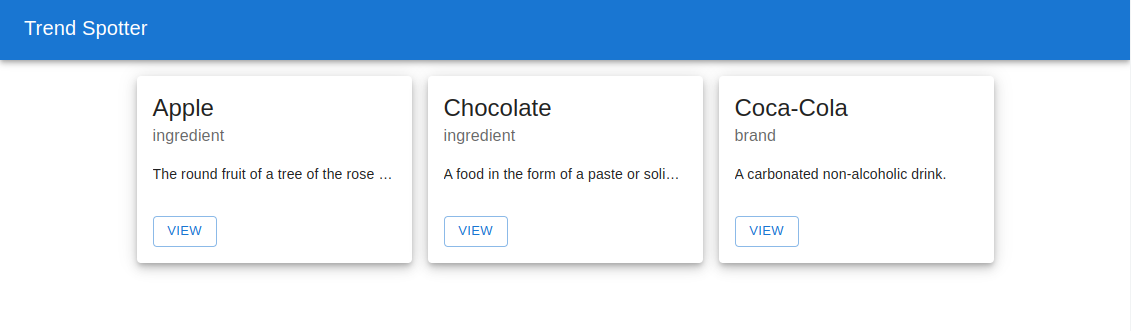 Trend Spotter
Apple
ingredient
The round fruit of a tree of the rose …
VIEW
Chocolate
ingredient
A food in the form of a paste or soli…
VIEW
Coca-Cola
brand
A carbonated non-alcoholic drink.
VIEW